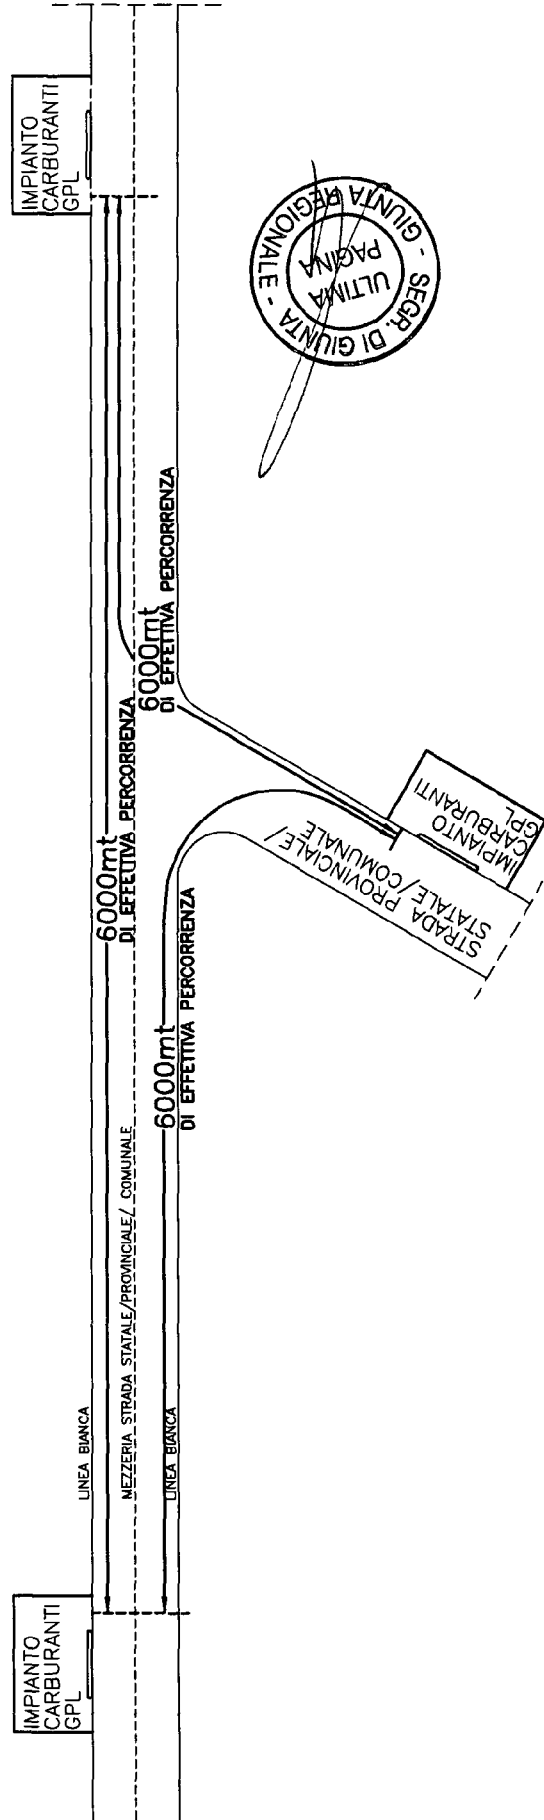 IMPIANTO
CARBURANTI
GPL
SEGR. DI GIUNTA - GIUNTA REGIONALE -
ULTIMA
PAGINA
6000mt
DI EFFETTIVA PERCORRENZA
6000mt
DI EFFETTIVA PERCORRENZA
IMPIANTO
CARBURANTI
GPL
STRADA PROVINCIALE/
STATALE/COMUNALE
6000mt
DI EFFETTIVA PERCORRENZA
LINEA BIANCA
MEZZERIA STRADA STATALE/PROVINCIALE/ COMUNALE
LINEA BIANCA
IMPIANTO
CARBURANTI
GPL